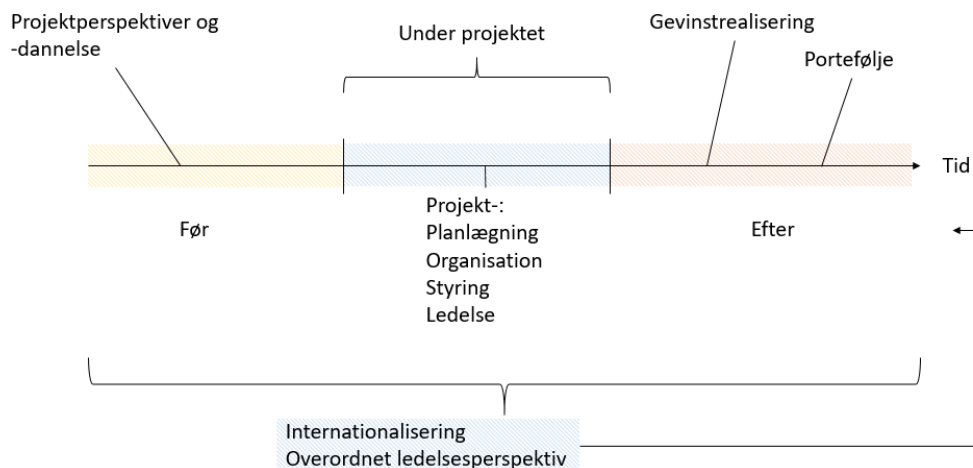 Projektperspektiver og
-dannelse
Under projektet
Gevinstrealisering
Portefølje
Tid
Før
Projekt-:
Planlægning
Organisation
Styring
Ledelse
Efter
Internationalisering
Overordnet ledelsesperspektiv